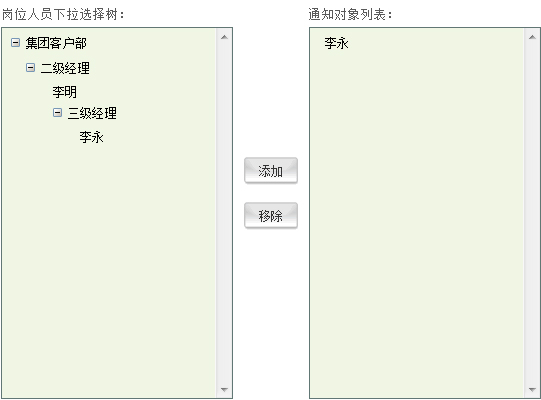 岗位人员下拉选择树:
集团客户部
二级经理
李明
三级经理
李永
添加
移除
通知对象列表:
李永